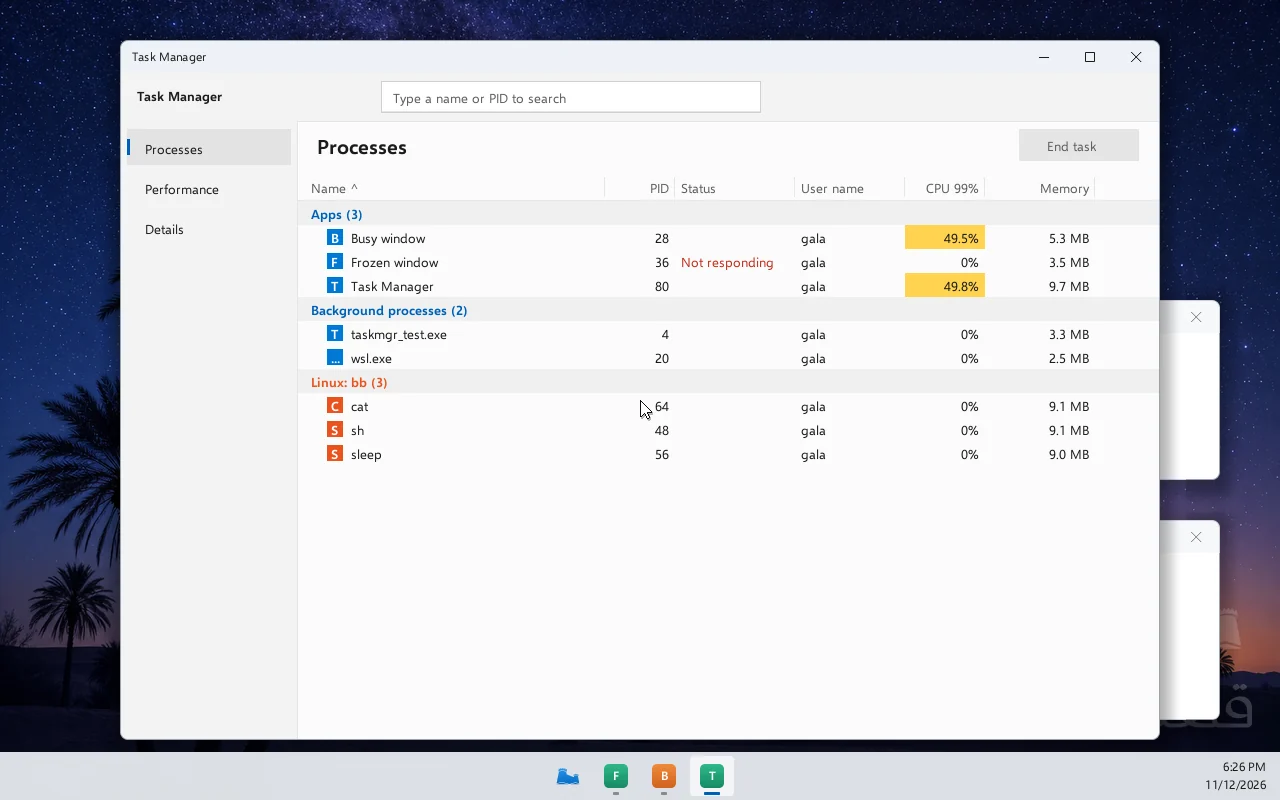 Task Manager
Task Manager
Type a name or PID to search
Processes
Performance
Details
Processes
End task
Name ^ PID Status User name CPU 99% Memory
Apps (3)
B Busy window 28 gala 49.5% 5.3 MB
F Frozen window 36 Not responding gala 0% 3.5 MB
T Task Manager 80 gala 49.8% 9.7 MB
Background processes (2)
T taskmgr_test.exe 4 gala 0% 3.3 MB
... wsl.exe 20 gala 0% 2.5 MB
Linux: bb (3)
C cat 64 gala 0% 9.1 MB
S sh 48 gala 0% 9.1 MB
S sleep 56 gala 0% 9.0 MB
F B T
6:26 PM
11/12/2026